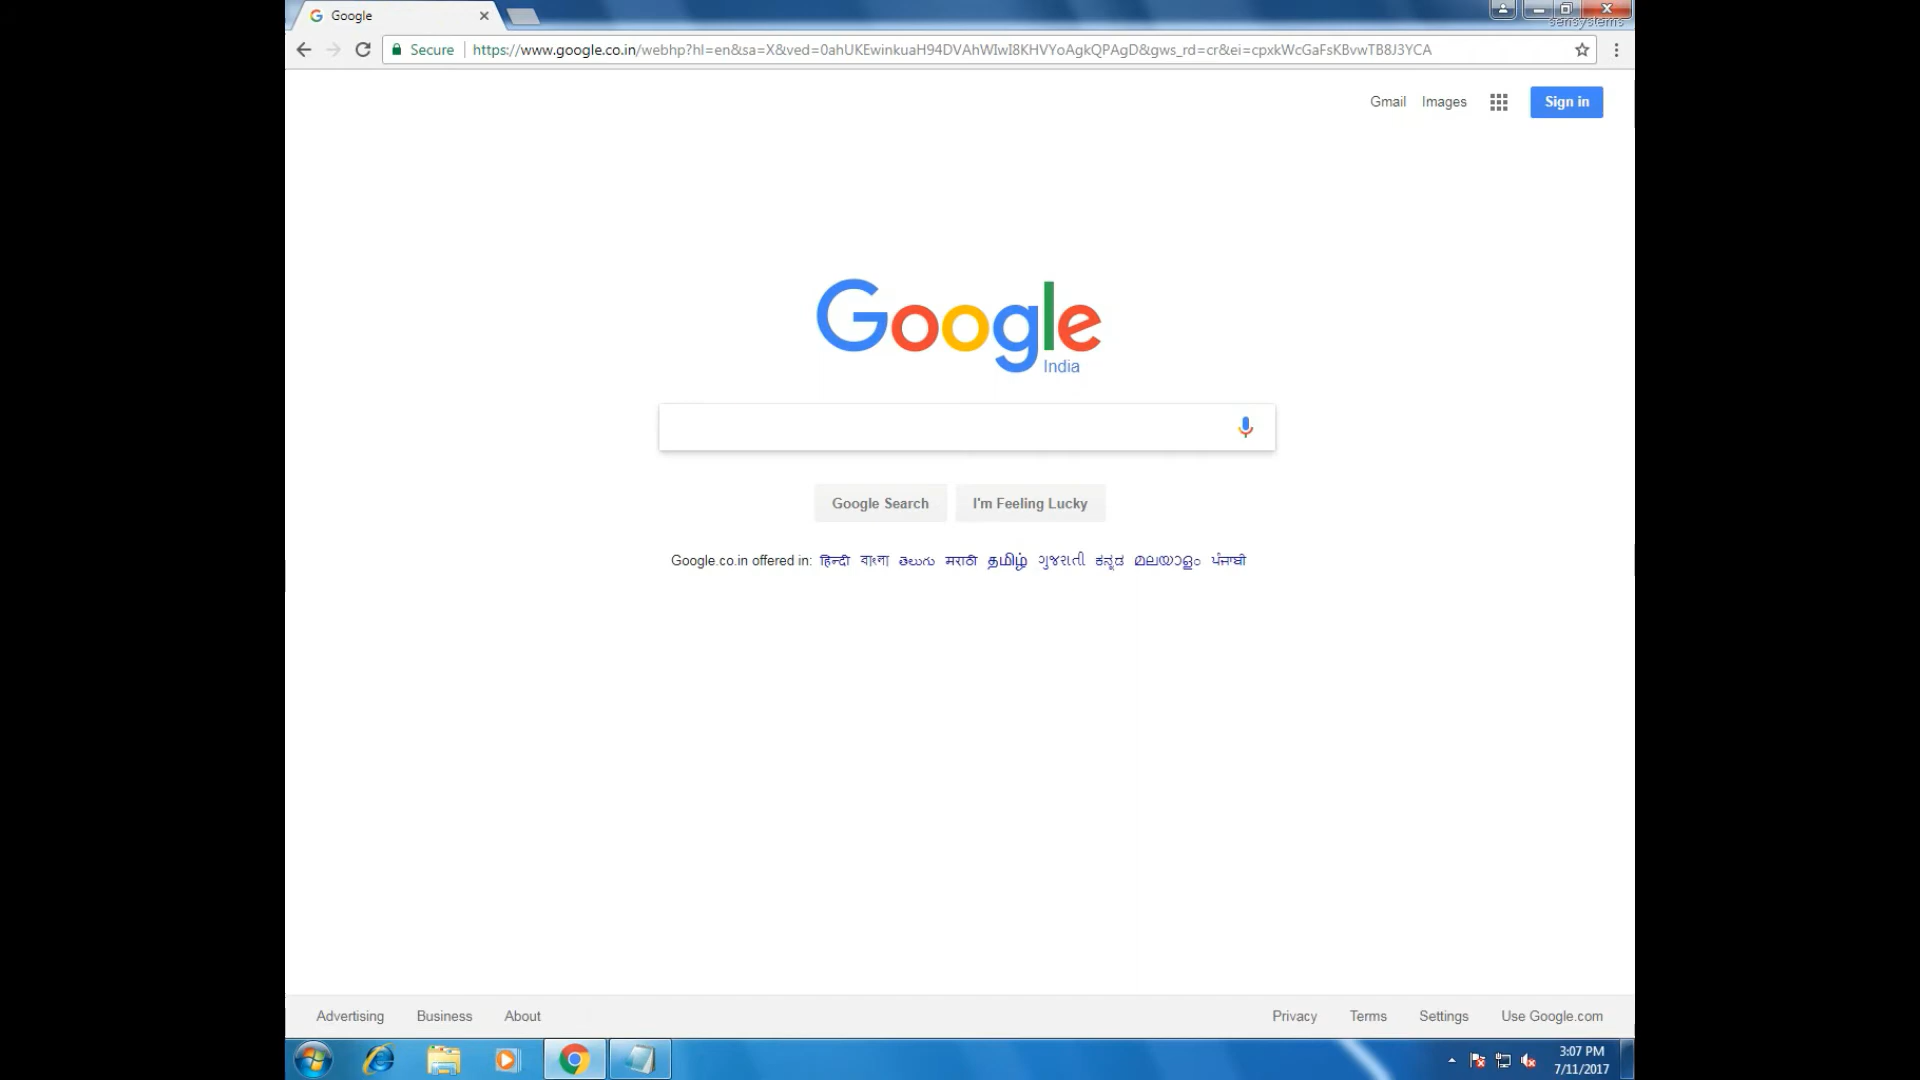 Google
sensystems
Secure https://www.google.co.in/webhp?hl=en&sa=X&ved=0ahUKEwinkuaH94DVAhWIwI8KHVYoAgkQPAgD&gws_rd=cr&ei=cpxkWcGaFsKBvwTB8J3YCA
Gmail Images Sign in
Google
India
Google Search I'm Feeling Lucky
Google.co.in offered in: हिन्दी বাংলা తెలుగు मराठी தமிழ் ગુજરાતી ಕನ್ನಡ മലയാളം ਪੰਜਾਬੀ
Advertising Business About Privacy Terms Settings Use Google.com
3:07 PM
7/11/2017